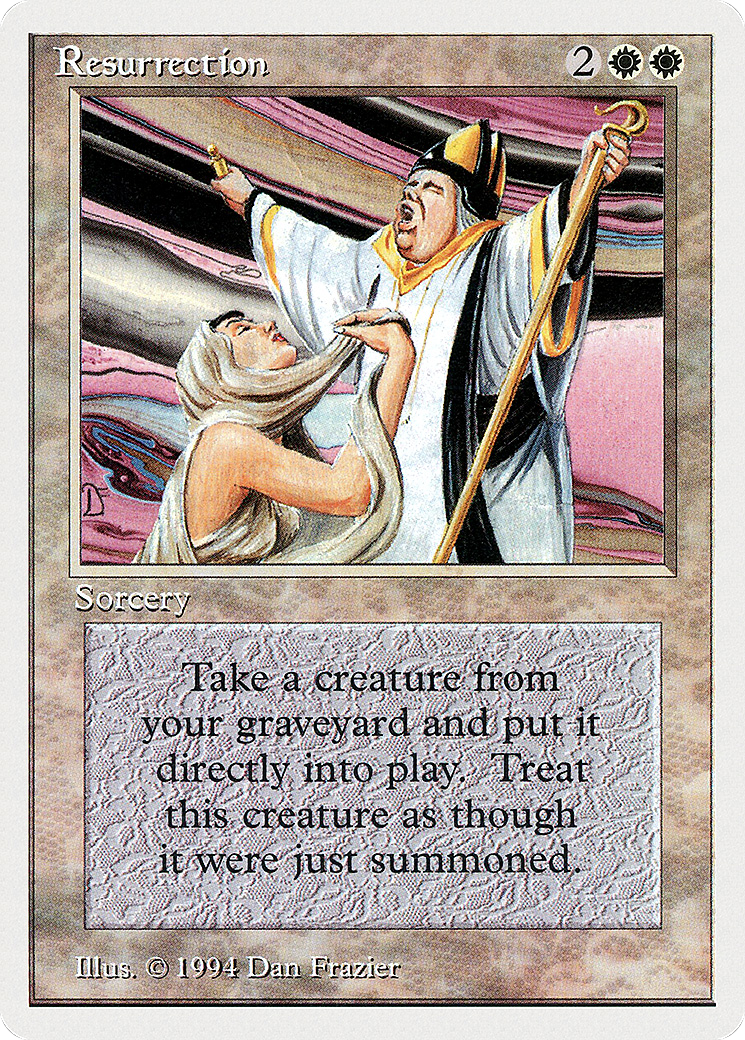 Resurrection 2
DF
Sorcery
Take a creature from
your graveyard and put it
directly into play. Treat
this creature as though
it were just summoned.
Illus. © 1994 Dan Frazier